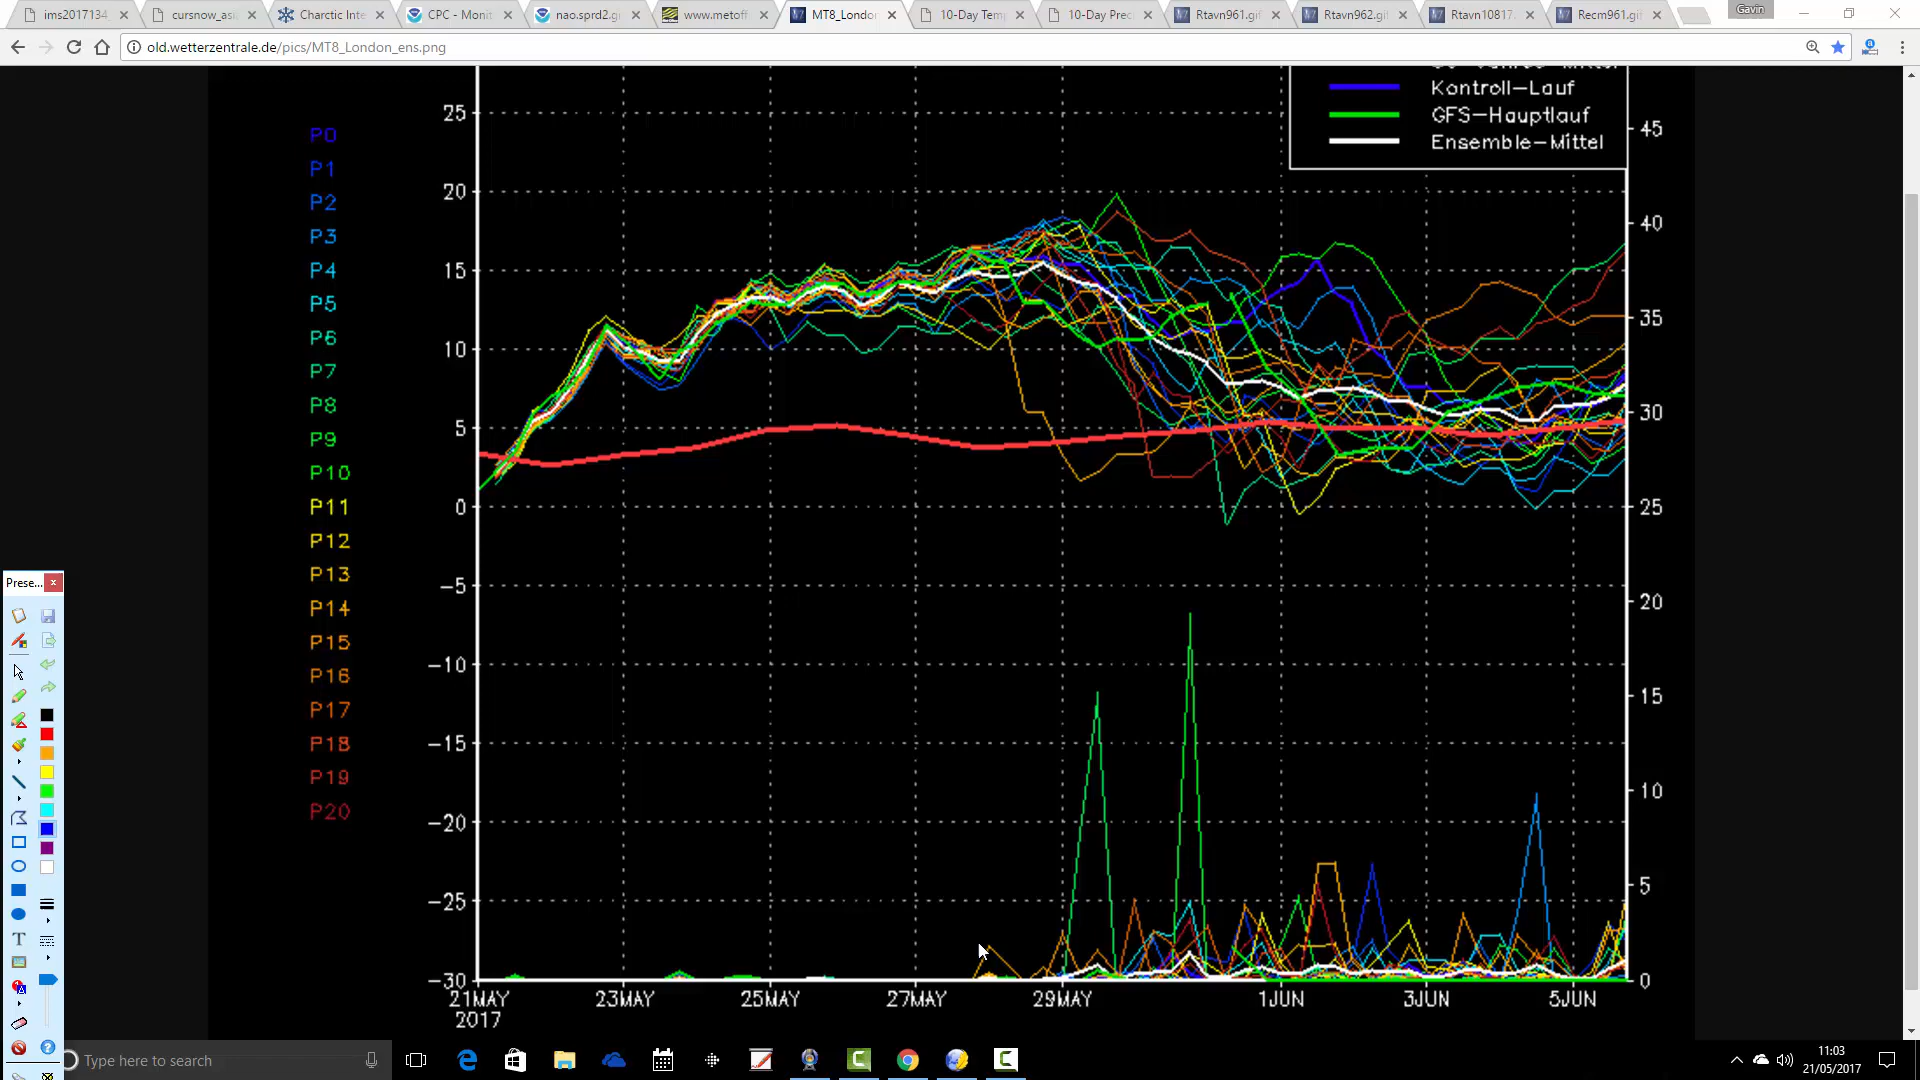 ims2017134
cursnow_asi
Charctic Inte
CPC - Monit
nao.sprd2.g
www.metoff
MT8_London
10-Day Tem
10-Day Prec
Rtavn961.gif
Rtavn962.gif
Rtavn10817.
Recm961.gif
Gavin
old.wetterzentrale.de/pics/MT8_London_ens.png
Kontroll-Lauf
GFS-Hauptlauf
Ensemble-Mittel
P0
P1
P2
P3
P4
P5
P6
P7
P8
P9
P10
P11
P12
P13
P14
P15
P16
P17
P18
P19
P20
25
20
15
10
5
0
-5
-10
-15
-20
-25
-30
45
40
35
30
25
20
15
10
5
0
21MAY
2017
23MAY
25MAY
27MAY
29MAY
1JUN
3JUN
5JUN
Prese...
Type here to search
11:03
21/05/2017